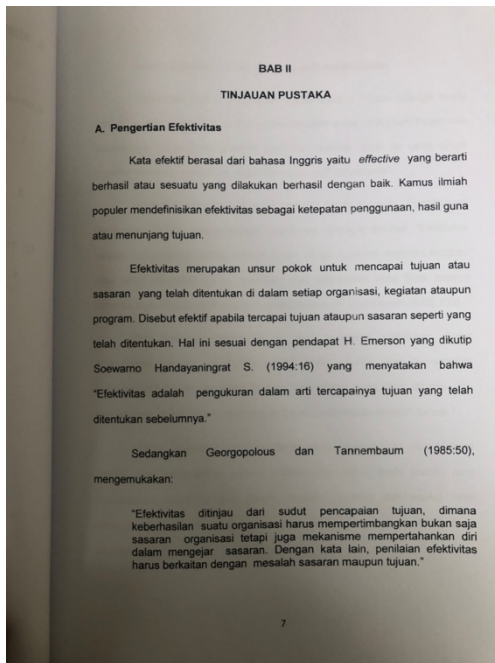 BAB II
TINJAUAN PUSTAKA
A. Pengertian Efektivitas
Kata efektif berasal dari bahasa Inggris yaitu effective yang berarti
berhasil atau sesuatu yang dilakukan berhasil dengan baik. Kamus ilmiah
populer mendefinisikan efektivitas sebagai ketepatan penggunaan, hasil guna
atau menunjang tujuan.
Efektivitas merupakan unsur pokok untuk mencapai tujuan atau
sasaran yang telah ditentukan di dalam setiap organisasi, kegiatan ataupun
program. Disebut efektif apabila tercapai tujuan ataupun sasaran seperti yang
telah ditentukan. Hal ini sesuai dengan pendapat H. Emerson yang dikutip
Soewarno Handayaningrat S. (1994:16) yang menyatakan bahwa
“Efektivitas adalah pengukuran dalam arti tercapainya tujuan yang telah
ditentukan sebelumnya.”
Sedangkan Georgopolous dan Tannembaum (1985:50),
mengemukakan:
“Efektivitas ditinjau dari sudut pencapaian tujuan, dimana
keberhasilan suatu organisasi harus mempertimbangkan bukan saja
sasaran organisasi tetapi juga mekanisme mempertahankan diri
dalam mengejar sasaran. Dengan kata lain, penilaian efektivitas
harus berkaitan dengan mesalah sasaran maupun tujuan.”
7